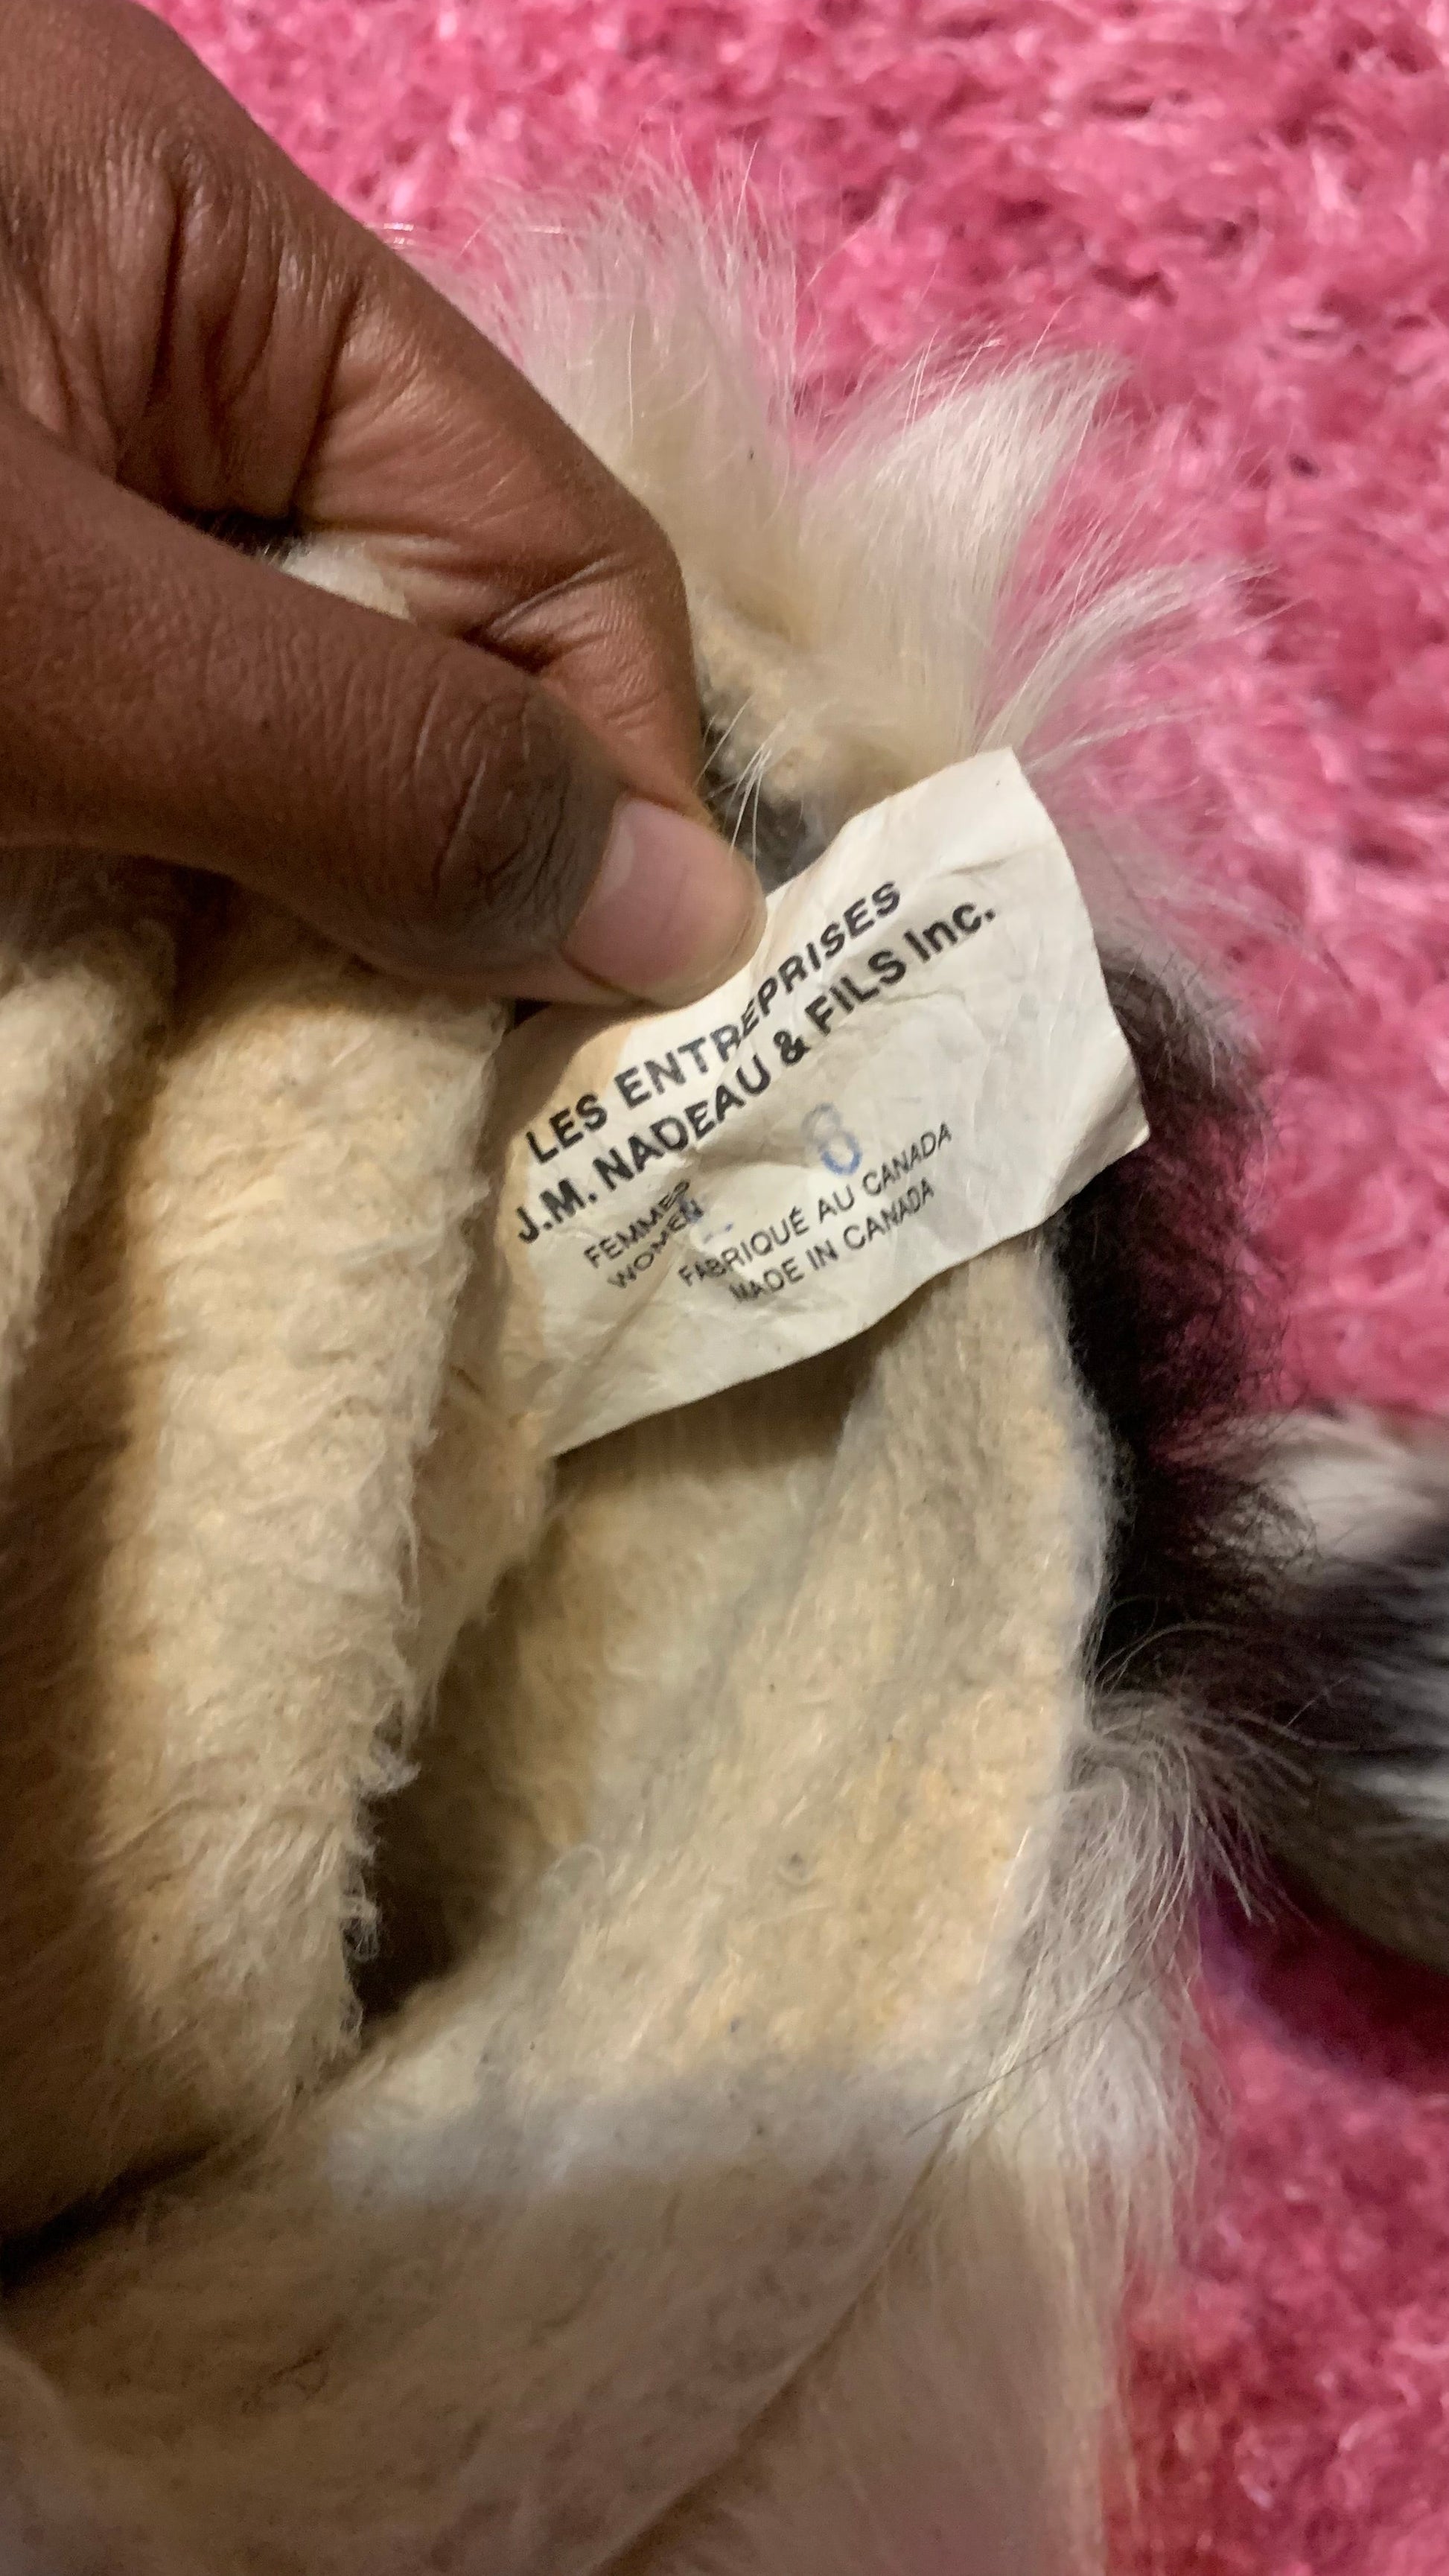 LES ENTREPRISES
J.M. NADEAU & FILS Inc.
8
FEMMES
WOMEN
FABRIQUÉ AU CANADA
MADE IN CANADA